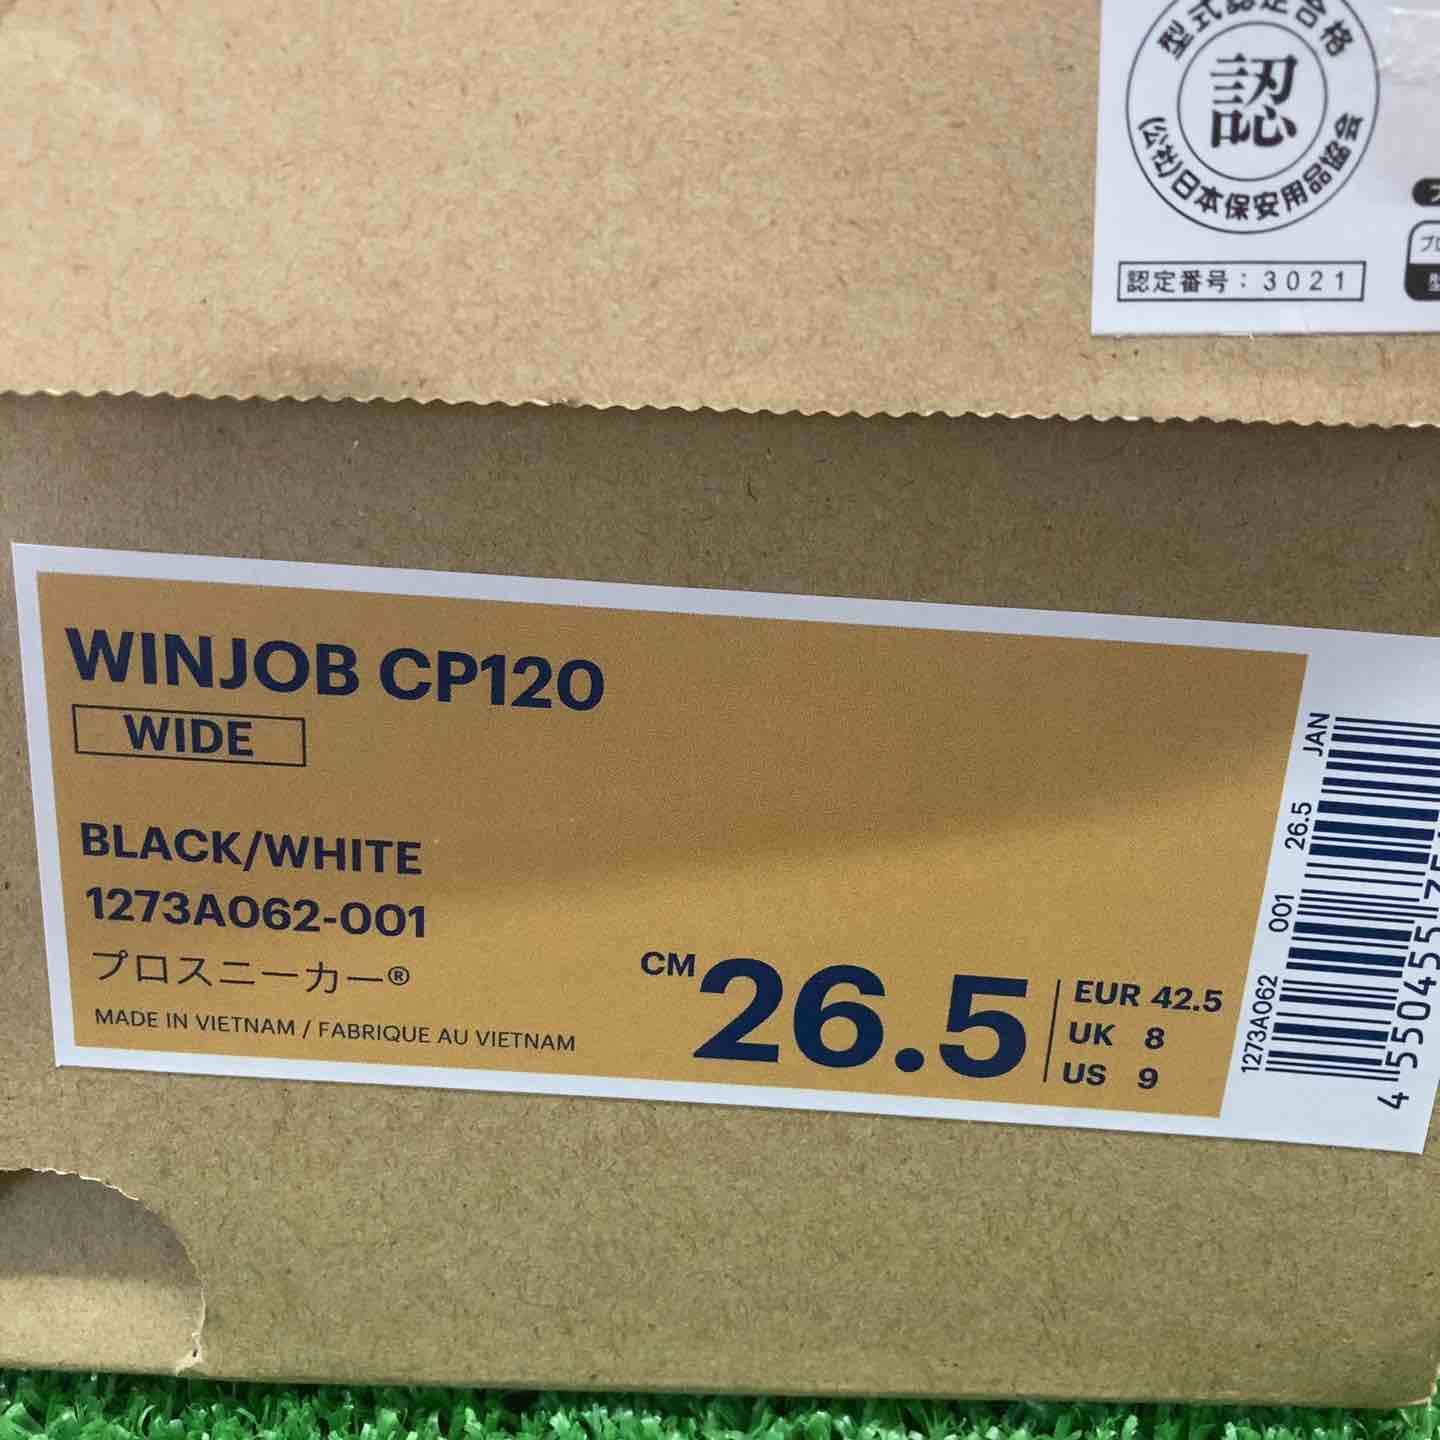 型式認定合格
認
(公社)日本保安用品協会
認定番号：3021
WINJOB CP120
WIDE
BLACK/WHITE
1273A062-001
プロスニーカー®
MADE IN VIETNAM / FABRIQUE AU VIETNAM
CM 26.5
EUR 42.5
UK 8
US 9
1273A062 001 26.5 JAN